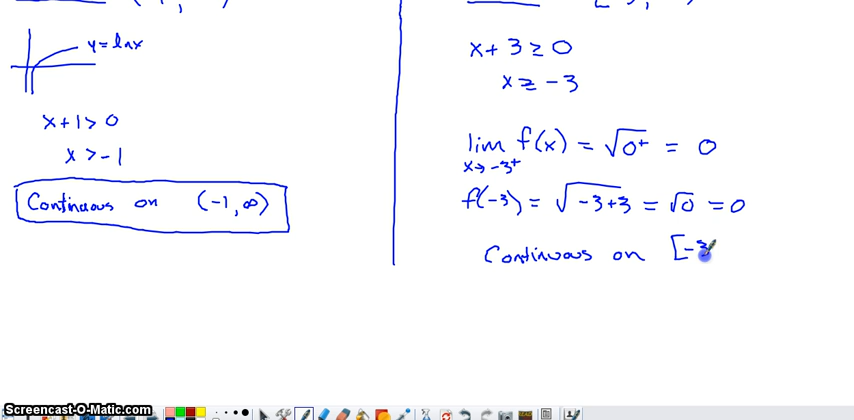 y = ln x
x + 1 > 0
x > -1
Continuous on (-1, ∞)
x + 3 ≥ 0
x ≥ -3
lim f(x) = √0⁺ = 0
x → -3⁺
f(-3) = √-3+3 = √0 = 0
Continuous on [-3
Screencast-O-Matic.com